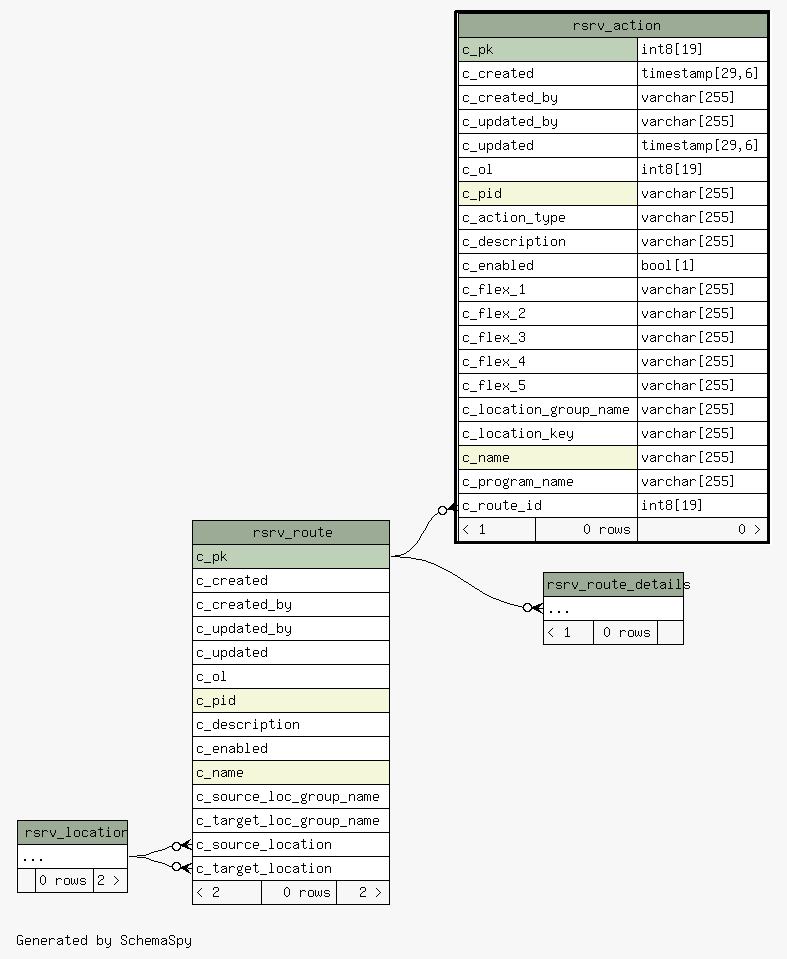 rsrv_action
c_pk int8[19]
c_created timestamp[29,6]
c_created_by varchar[255]
c_updated_by varchar[255]
c_updated timestamp[29,6]
c_ol int8[19]
c_pid varchar[255]
c_action_type varchar[255]
c_description varchar[255]
c_enabled bool[1]
c_flex_1 varchar[255]
c_flex_2 varchar[255]
c_flex_3 varchar[255]
c_flex_4 varchar[255]
c_flex_5 varchar[255]
c_location_group_name varchar[255]
c_location_key varchar[255]
c_name varchar[255]
c_program_name varchar[255]
c_route_id int8[19]
< 1 0 rows 0 >
rsrv_route
c_pk
c_created
c_created_by
c_updated_by
c_updated
c_ol
c_pid
c_description
c_enabled
c_name
c_source_loc_group_name
c_target_loc_group_name
c_source_location
c_target_location
< 2 0 rows 2 >
rsrv_route_details
...
< 1 0 rows
rsrv_location
...
0 rows 2 >
Generated by SchemaSpy